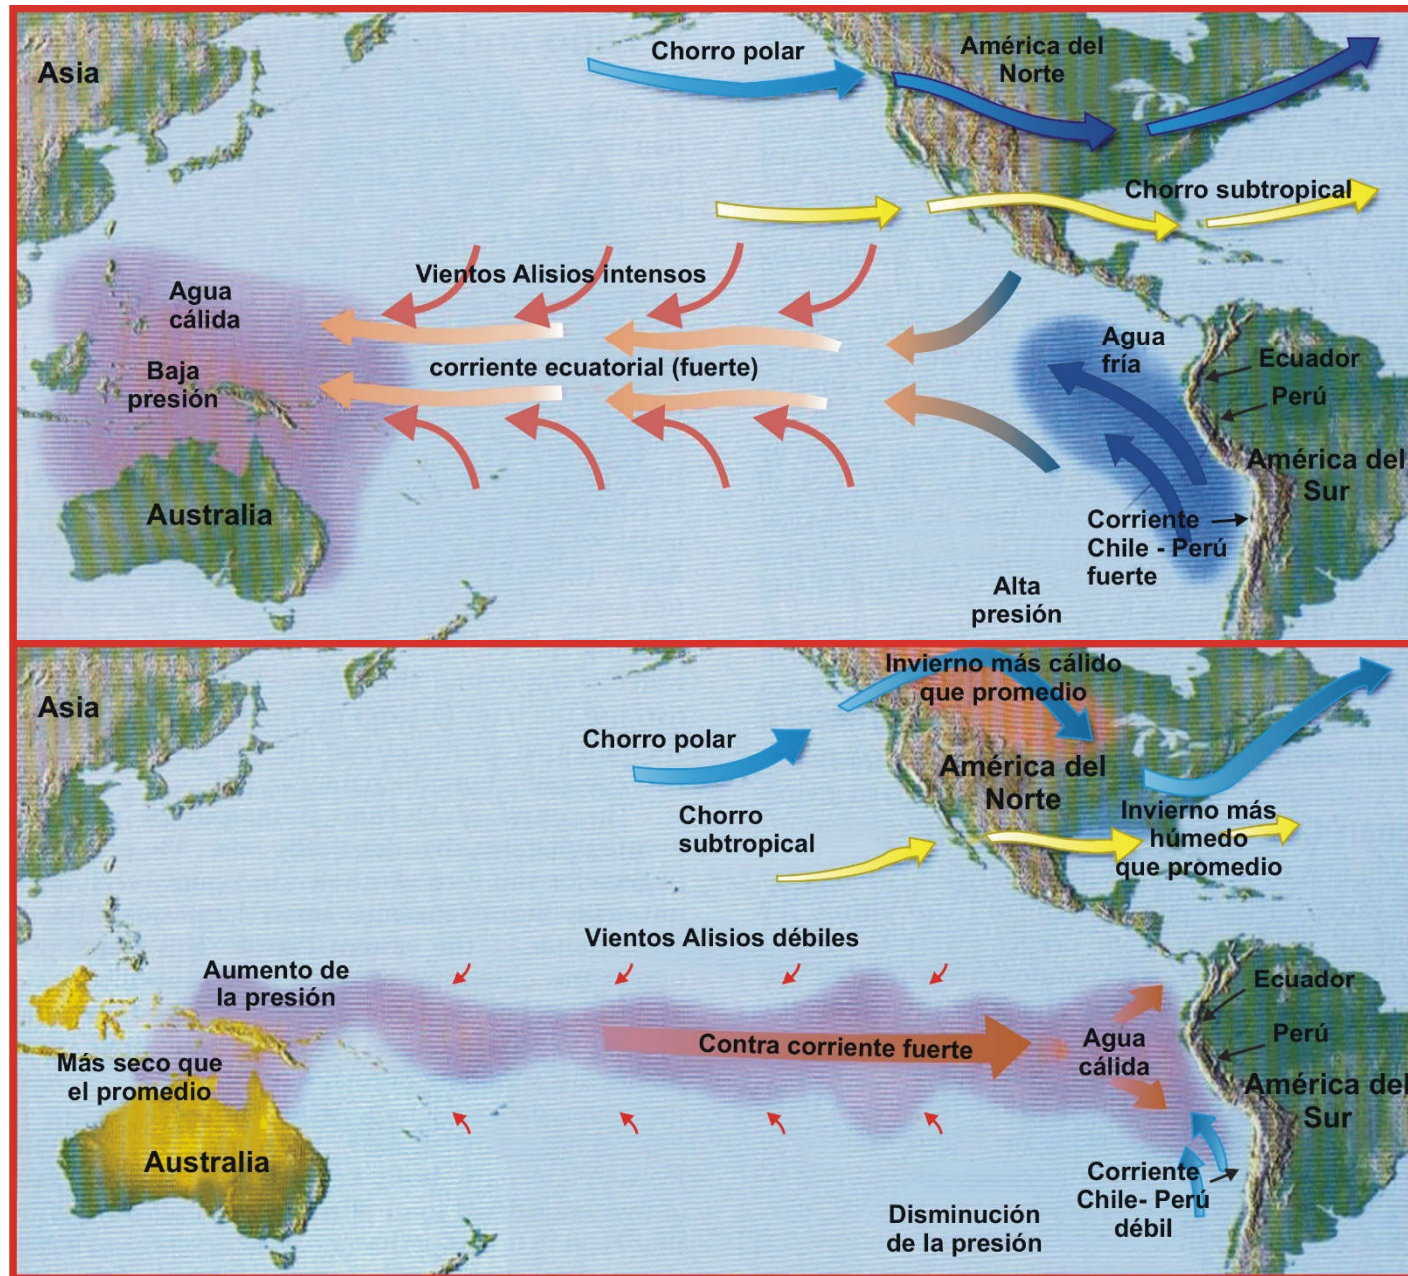 Asia
Chorro polar
América del
Norte
Chorro subtropical
Vientos Alisios intensos
Agua
cálida
corriente ecuatorial (fuerte)
Baja
presión
Agua
fría
Ecuador
Perú
América del
Sur
Australia
Corriente
Chile - Perú
fuerte
Alta
presión
Invierno más cálido
que promedio
Asia
Chorro polar
América del
Norte
Chorro
subtropical
Invierno más
húmedo
que promedio
Vientos Alisios débiles
Aumento de
la presión
Ecuador
Contra corriente fuerte
Agua
cálida
Perú
Más seco que
el promedio
América del
Sur
Australia
Corriente
Chile- Perú
débil
Disminución
de la presión